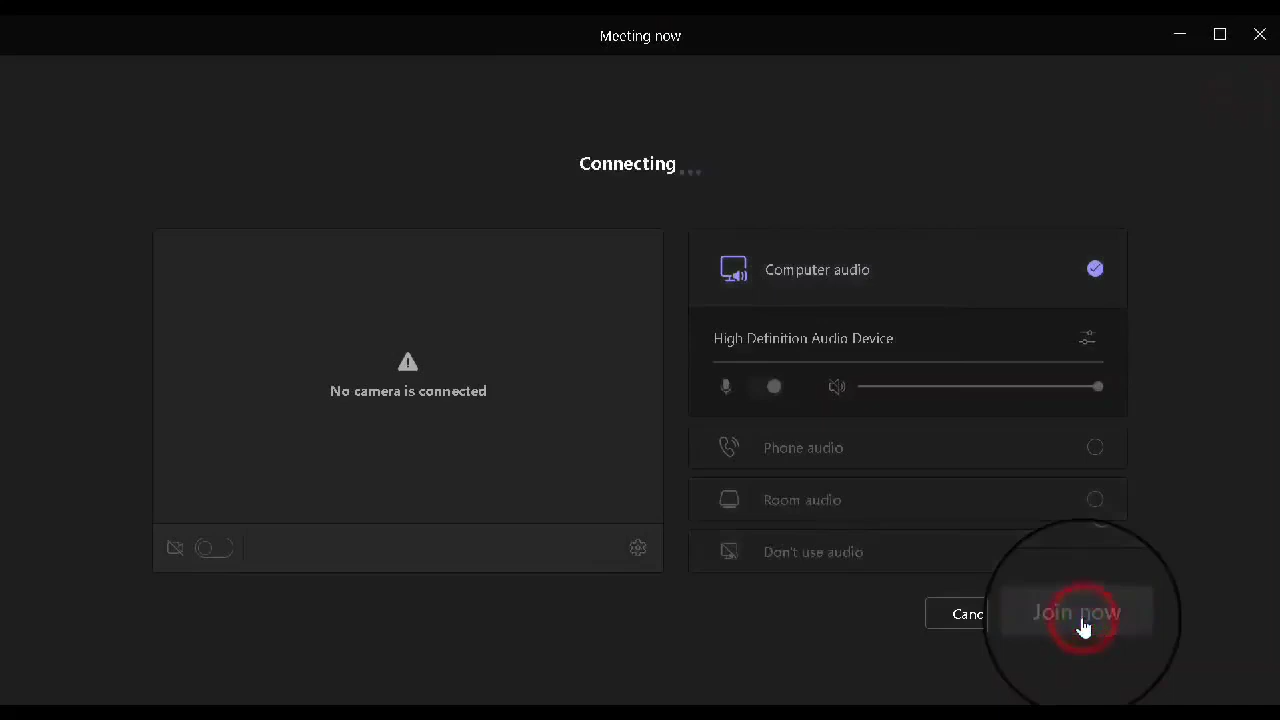 Meeting now
Connecting...
No camera is connected
Computer audio
High Definition Audio Device
Phone audio
Room audio
Don't use audio
Canc
Join now